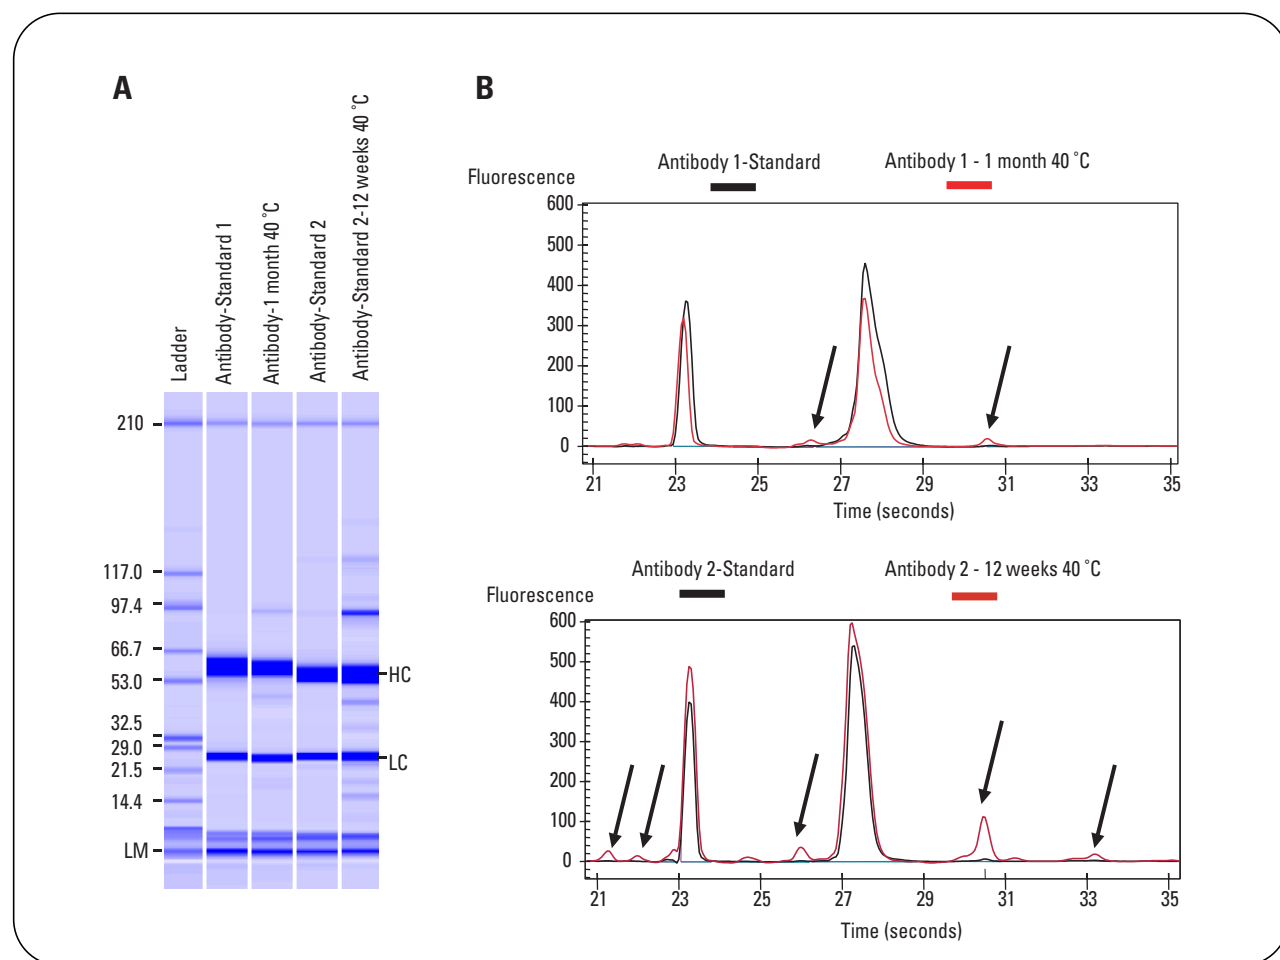 A
Ladder
Antibody-Standard 1
Antibody-1 month 40 °C
Antibody-Standard 2
Antibody-Standard 2-12 weeks 40 °C
210
117.0
97.4
66.7
53.0
32.5
29.0
21.5
14.4
LM
HC
LC
B
Antibody 1-Standard
Antibody 1 - 1 month 40 °C
Fluorescence
600
500
400
300
200
100
0
21 23 25 27 29 31 33 35
Time (seconds)
Antibody 2-Standard
Antibody 2 - 12 weeks 40 °C
Fluorescence
600
500
400
300
200
100
0
21 23 25 27 29 31 33 35
Time (seconds)